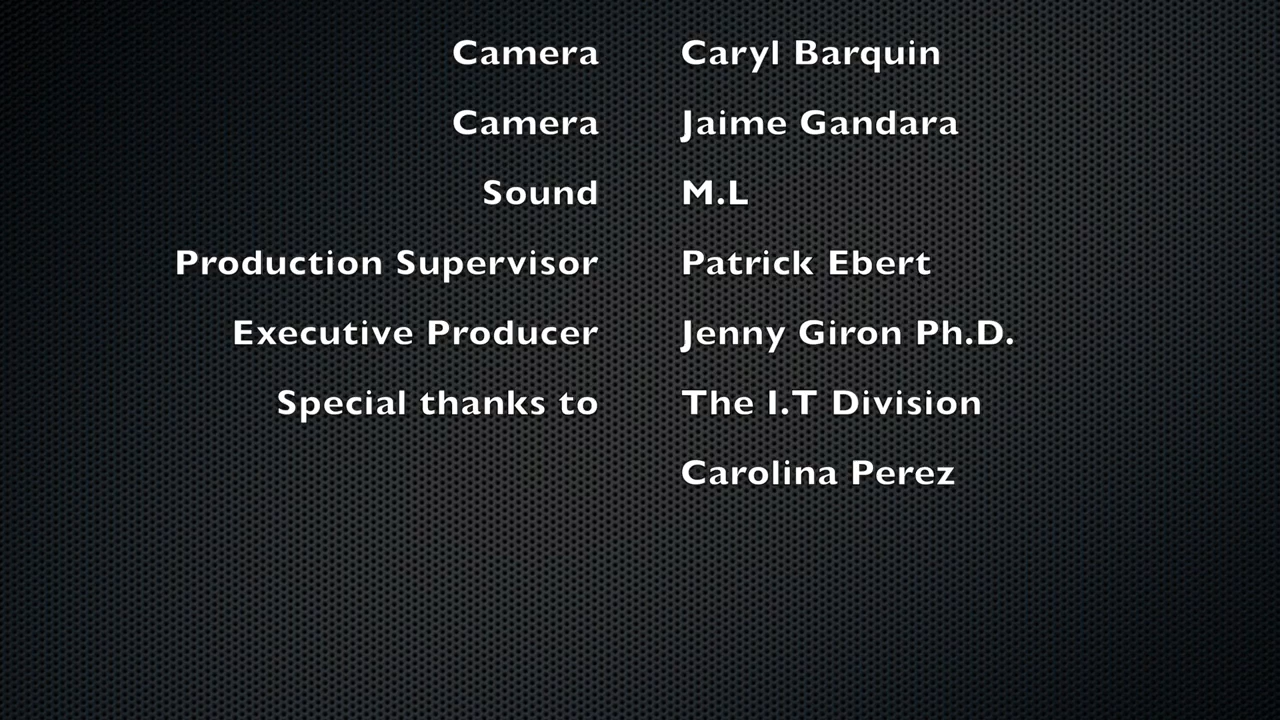 Camera Caryl Barquin
Camera Jaime Gandara
Sound M.L
Production Supervisor Patrick Ebert
Executive Producer Jenny Giron Ph.D.
Special thanks to The I.T Division
Carolina Perez